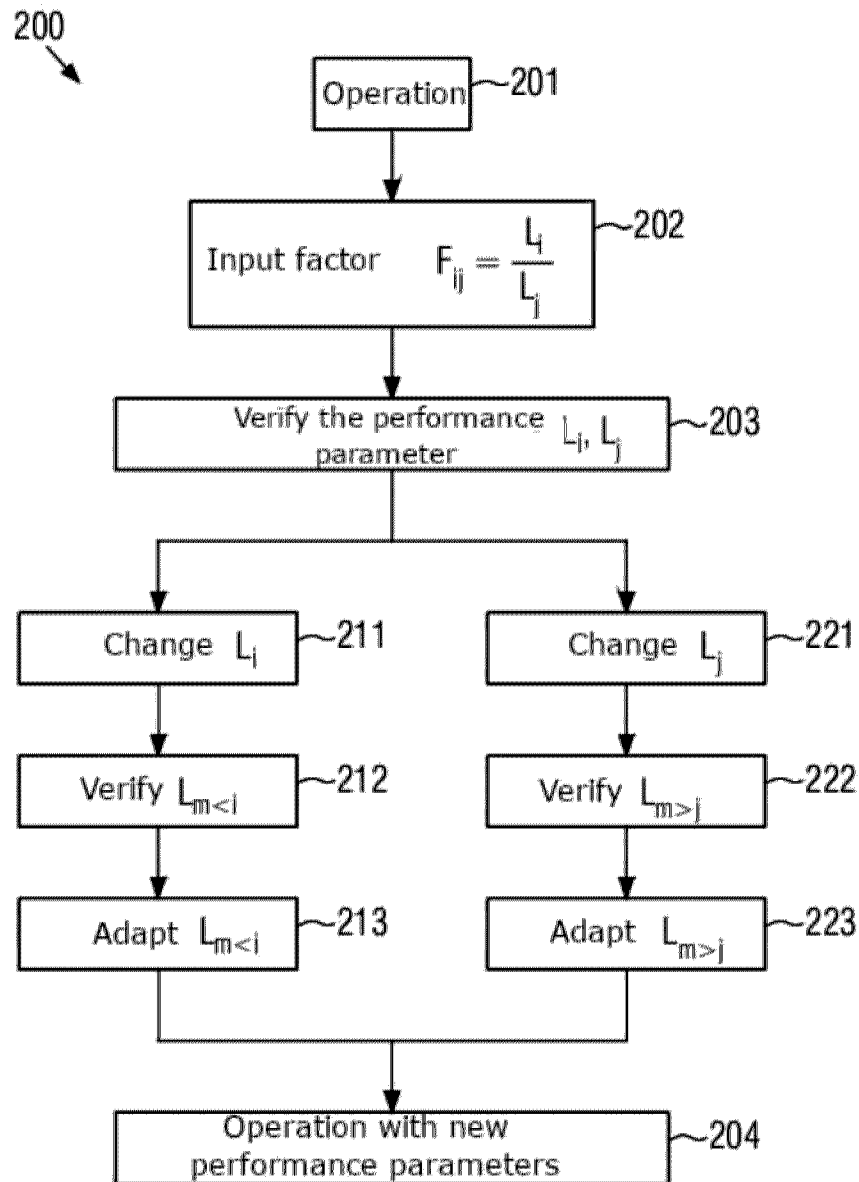 200
Operation 201
Input factor F_ij = L_i / L_j 202
Verify the performance
parameter L_i, L_j 203
Change L_i 211
Change L_j 221
Verify L_m<i 212
Verify L_m>j 222
Adapt L_m<i 213
Adapt L_m>j 223
Operation with new
performance parameters 204